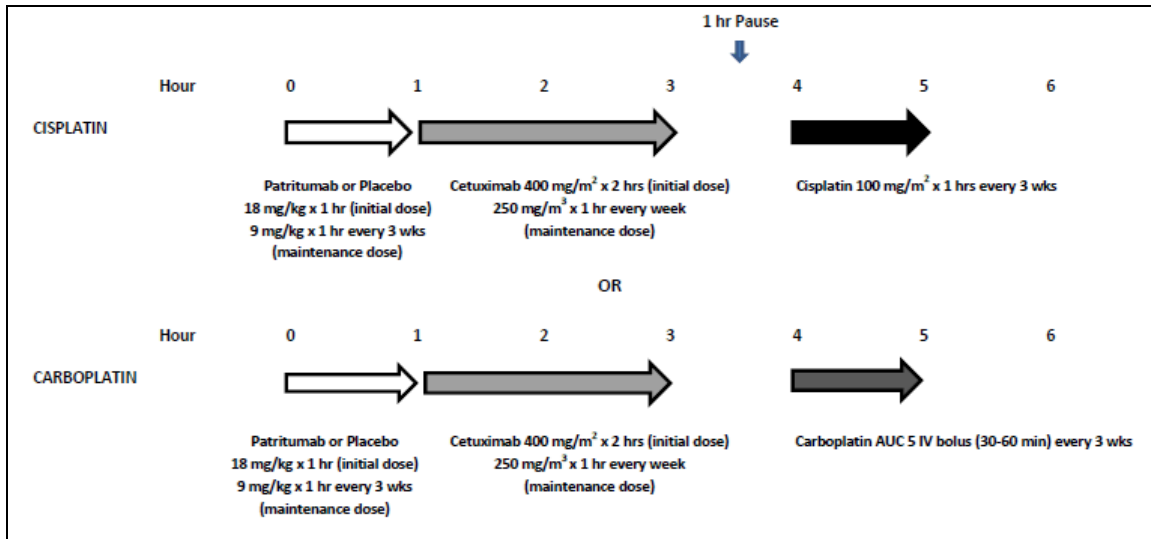 1 hr Pause
Hour 0 1 2 3 4 5 6
CISPLATIN
Patritumab or Placebo
18 mg/kg x 1 hr (initial dose)
9 mg/kg x 1 hr every 3 wks
(maintenance dose)
Cetuximab 400 mg/m² x 2 hrs (initial dose)
250 mg/m³ x 1 hr every week
(maintenance dose)
Cisplatin 100 mg/m² x 1 hrs every 3 wks
OR
Hour 0 1 2 3 4 5 6
CARBOPLATIN
Patritumab or Placebo
18 mg/kg x 1 hr (initial dose)
9 mg/kg x 1 hr every 3 wks
(maintenance dose)
Cetuximab 400 mg/m² x 2 hrs (initial dose)
250 mg/m³ x 1 hr every week
(maintenance dose)
Carboplatin AUC 5 IV bolus (30-60 min) every 3 wks